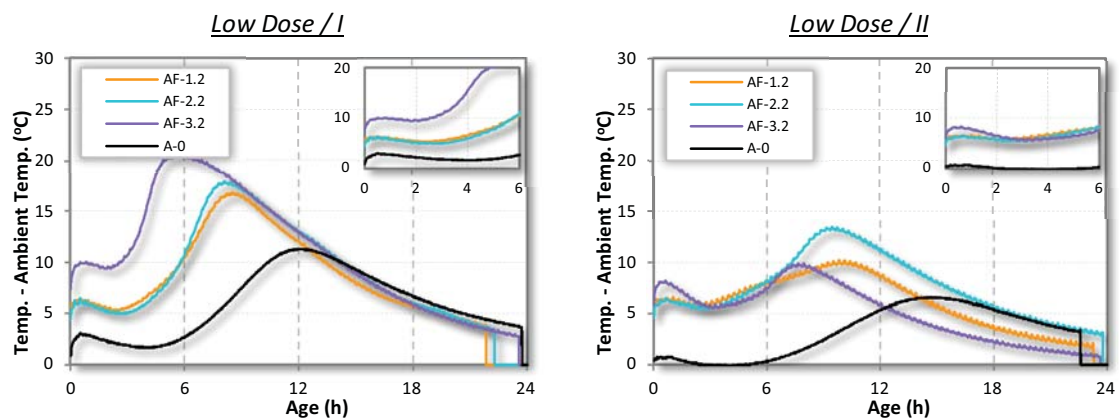 Low Dose / I
Temp. - Ambient Temp. (ºC)
30
25
20
15
10
5
0
AF-1.2
AF-2.2
AF-3.2
A-0
20
10
0
0 2 4 6
0 6 12 18 24
Age (h)
Low Dose / II
Temp. - Ambient Temp. (ºC)
30
25
20
15
10
5
0
AF-1.2
AF-2.2
AF-3.2
A-0
20
10
0
0 2 4 6
0 6 12 18 24
Age (h)